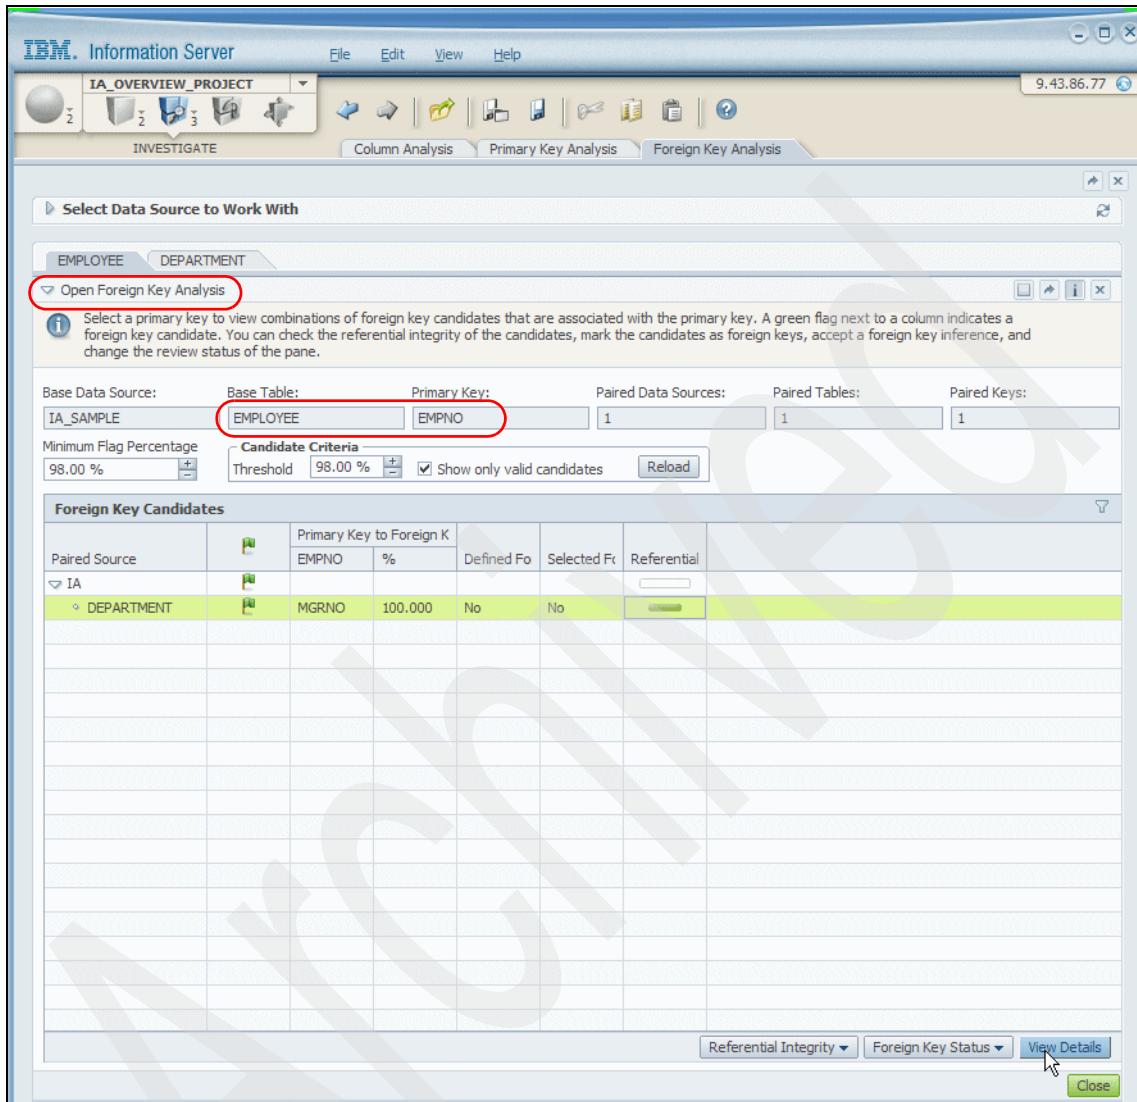 IBM. Information Server File Edit View Help
IA_OVERVIEW_PROJECT 9.43.86.77
2 2 3
INVESTIGATE Column Analysis Primary Key Analysis Foreign Key Analysis
Select Data Source to Work With
EMPLOYEE DEPARTMENT
Open Foreign Key Analysis
Select a primary key to view combinations of foreign key candidates that are associated with the primary key. A green flag next to a column indicates a
foreign key candidate. You can check the referential integrity of the candidates, mark the candidates as foreign keys, accept a foreign key inference, and
change the review status of the pane.
Base Data Source: Base Table: Primary Key: Paired Data Sources: Paired Tables: Paired Keys:
IA_SAMPLE EMPLOYEE EMPNO 1 1 1
Minimum Flag Percentage Candidate Criteria
98.00 % Threshold 98.00 % Show only valid candidates Reload
Foreign Key Candidates
Primary Key to Foreign K
Paired Source EMPNO % Defined Fo Selected Fc Referential
IA
DEPARTMENT MGRNO 100.000 No No
Referential Integrity Foreign Key Status View Details
Close
Archived